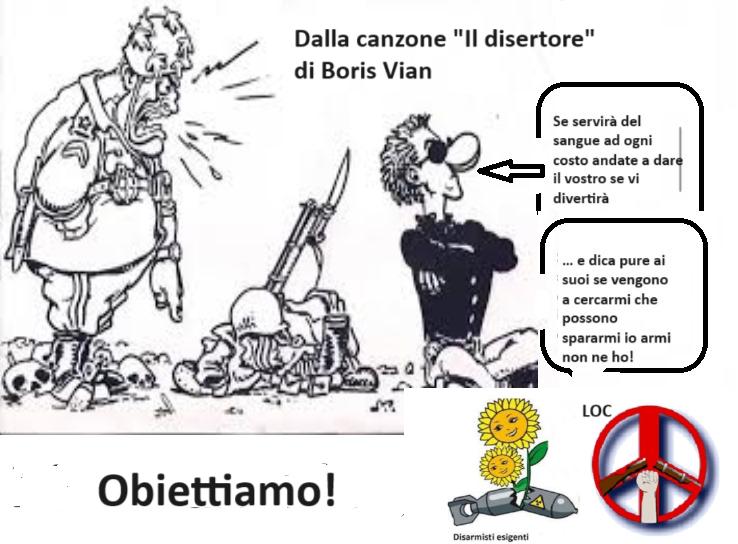 Dalla canzone "Il disertore"
di Boris Vian
Se servirà del
sangue ad ogni
costo andate a dare
il vostro se vi
divertirà
... e dica pure ai
suoi se vengono
a cercarmi che
possono
spararmi io armi
non ne ho!
LOC
Obiettiamo!
Disarmisti esigenti